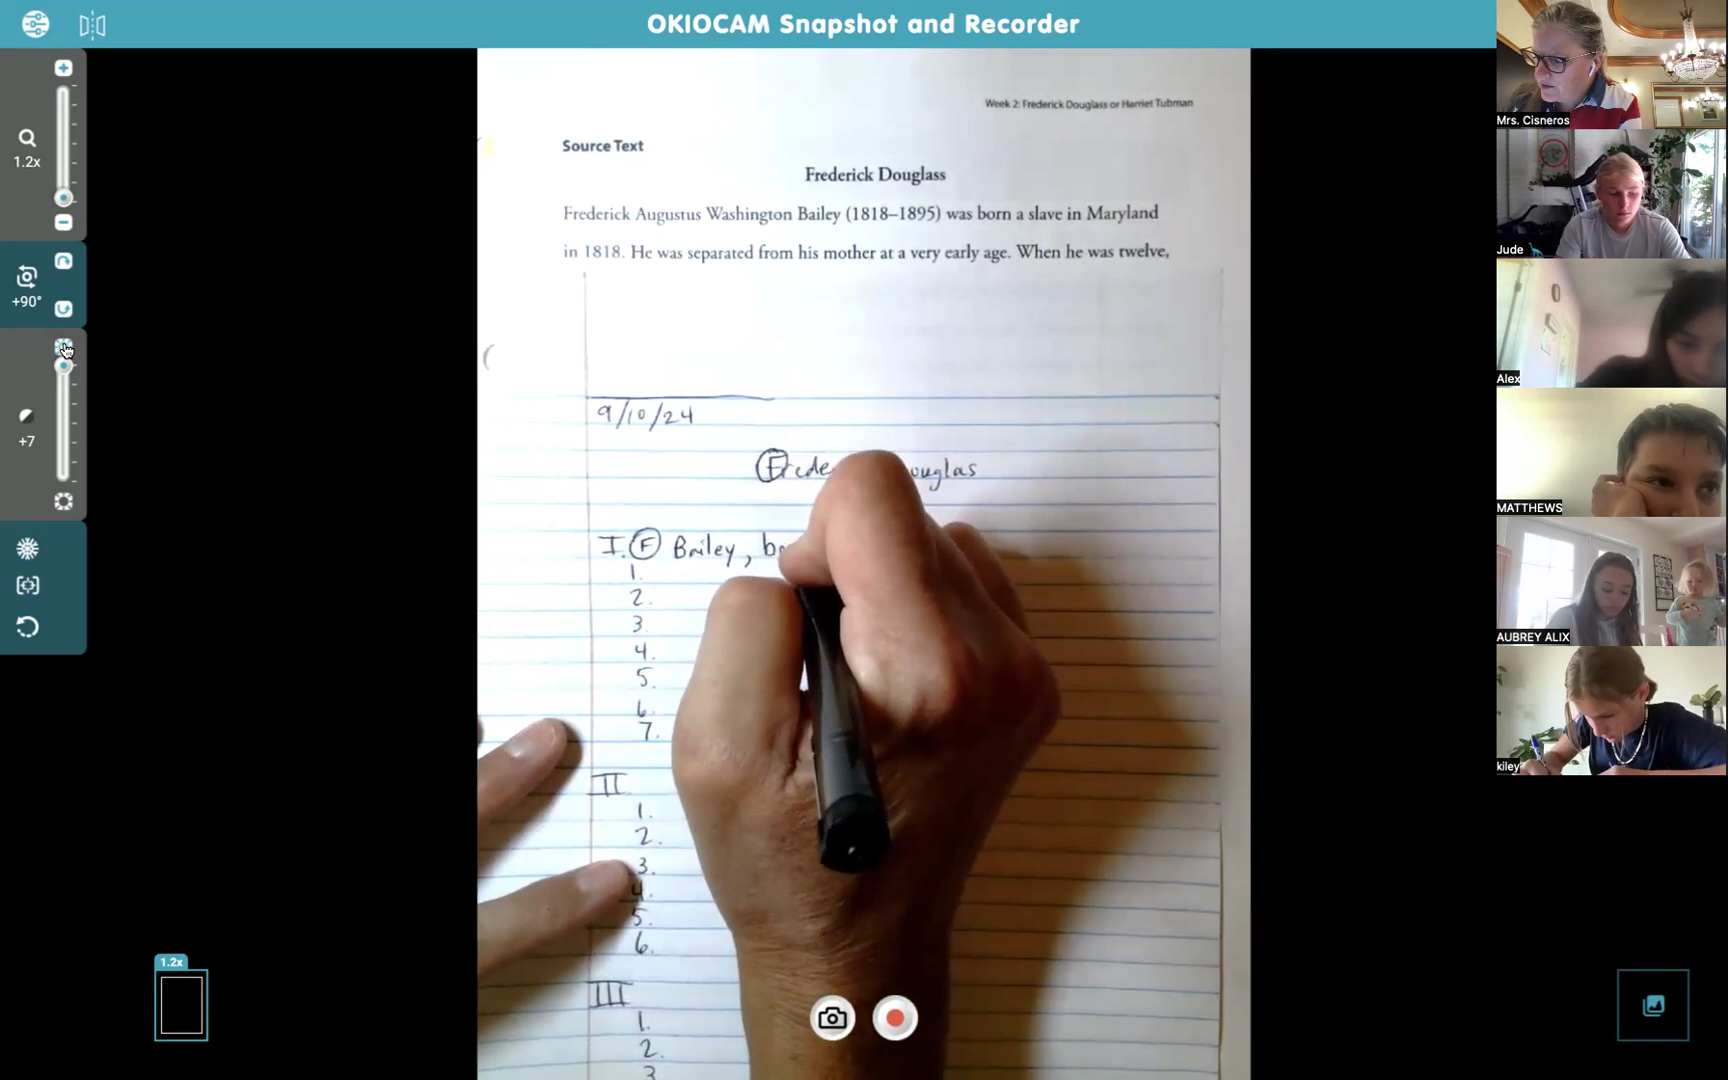 OKIOCAM Snapshot and Recorder
1.2x
+90°
+7
1.2x
Week 2: Frederick Douglass or Harriet Tubman
Source Text
Frederick Douglass
Frederick Augustus Washington Bailey (1818–1895) was born a slave in Maryland
in 1818. He was separated from his mother at a very early age. When he was twelve,
9/10/24
I. F Bailey,
1.
2.
3.
4.
5.
6.
7.
II
1.
2.
3.
4.
5.
6.
III
1.
2.
3
Mrs. Cisneros
Jude
Alex
MATTHEWS
AUBREY ALIX
kiley